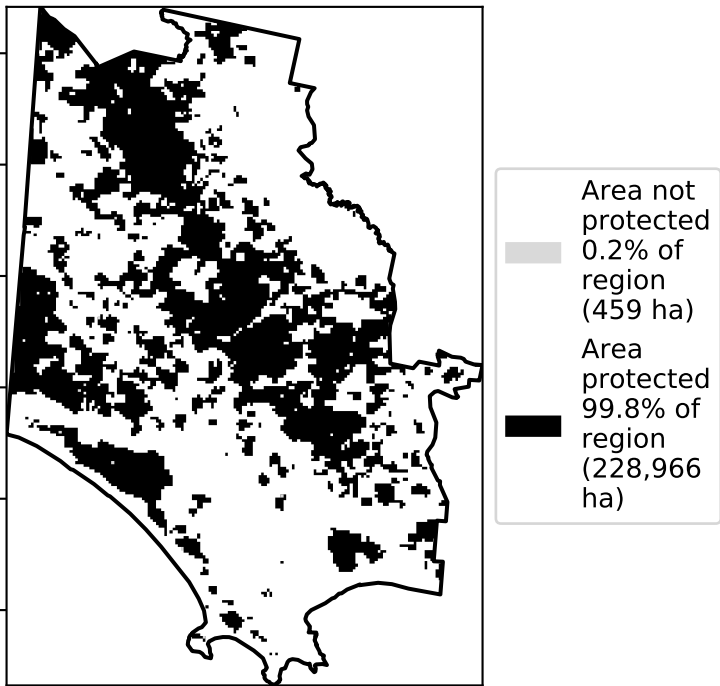 Area not
protected
0.2% of
region
(459 ha)
Area
protected
99.8% of
region
(228,966
ha)